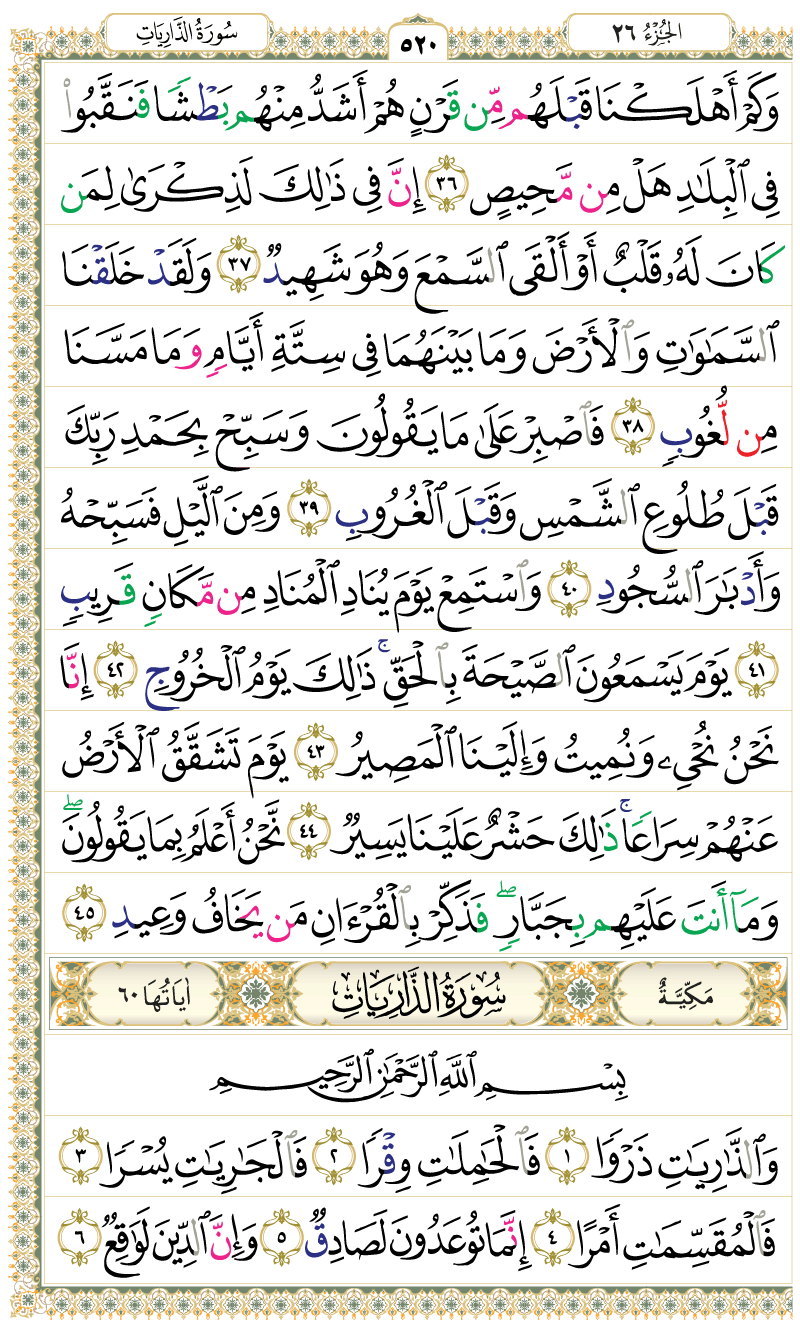 الجُزْءُ ٢٦ ٥٢٠ سُورَةُ الذَّارِيَاتِ
وَكَمْ أَهْلَكْنَا قَبْلَهُم مِّن قَرْنٍ هُمْ أَشَدُّ مِنْهُم بَطْشًا فَنَقَّبُوا۟
فِى ٱلْبِلَـٰدِ هَلْ مِن مَّحِيصٍ ٣٦ إِنَّ فِى ذَٰلِكَ لَذِكْرَىٰ لِمَن
كَانَ لَهُۥ قَلْبٌ أَوْ أَلْقَى ٱلسَّمْعَ وَهُوَ شَهِيدٌ ٣٧ وَلَقَدْ خَلَقْنَا
ٱلسَّمَـٰوَٰتِ وَٱلْأَرْضَ وَمَا بَيْنَهُمَا فِى سِتَّةِ أَيَّامٍ وَمَا مَسَّنَا
مِن لُّغُوبٍ ٣٨ فَٱصْبِرْ عَلَىٰ مَا يَقُولُونَ وَسَبِّحْ بِحَمْدِ رَبِّكَ
قَبْلَ طُلُوعِ ٱلشَّمْسِ وَقَبْلَ ٱلْغُرُوبِ ٣٩ وَمِنَ ٱلَّيْلِ فَسَبِّحْهُ
وَأَدْبَـٰرَ ٱلسُّجُودِ ٤٠ وَٱسْتَمِعْ يَوْمَ يُنَادِ ٱلْمُنَادِ مِن مَّكَانٍ قَرِيبٍ
٤١ يَوْمَ يَسْمَعُونَ ٱلصَّيْحَةَ بِٱلْحَقِّ ۚ ذَٰلِكَ يَوْمُ ٱلْخُرُوجِ ٤٢ إِنَّا
نَحْنُ نُحْىِۦ وَنُمِيتُ وَإِلَيْنَا ٱلْمَصِيرُ ٤٣ يَوْمَ تَشَقَّقُ ٱلْأَرْضُ
عَنْهُمْ سِرَاعًا ۚ ذَٰلِكَ حَشْرٌ عَلَيْنَا يَسِيرٌ ٤٤ نَّحْنُ أَعْلَمُ بِمَا يَقُولُونَ ۖ
وَمَآ أَنتَ عَلَيْهِم بِجَبَّارٍ ۖ فَذَكِّرْ بِٱلْقُرْءَانِ مَن يَخَافُ وَعِيدِ ٤٥
مَكِّيَّةٌ سُورَةُ الذَّارِيَاتِ اٰيَاتُهَا ٦٠
بِسْمِ ٱللَّهِ ٱلرَّحْمَـٰنِ ٱلرَّحِيمِ
وَٱلذَّٰرِيَـٰتِ ذَرْوًا ١ فَٱلْحَـٰمِلَـٰتِ وِقْرًا ٢ فَٱلْجَـٰرِيَـٰتِ يُسْرًا ٣
فَٱلْمُقَسِّمَـٰتِ أَمْرًا ٤ إِنَّمَا تُوعَدُونَ لَصَادِقٌ ٥ وَإِنَّ ٱلدِّينَ لَوَٰقِعٌ ٦